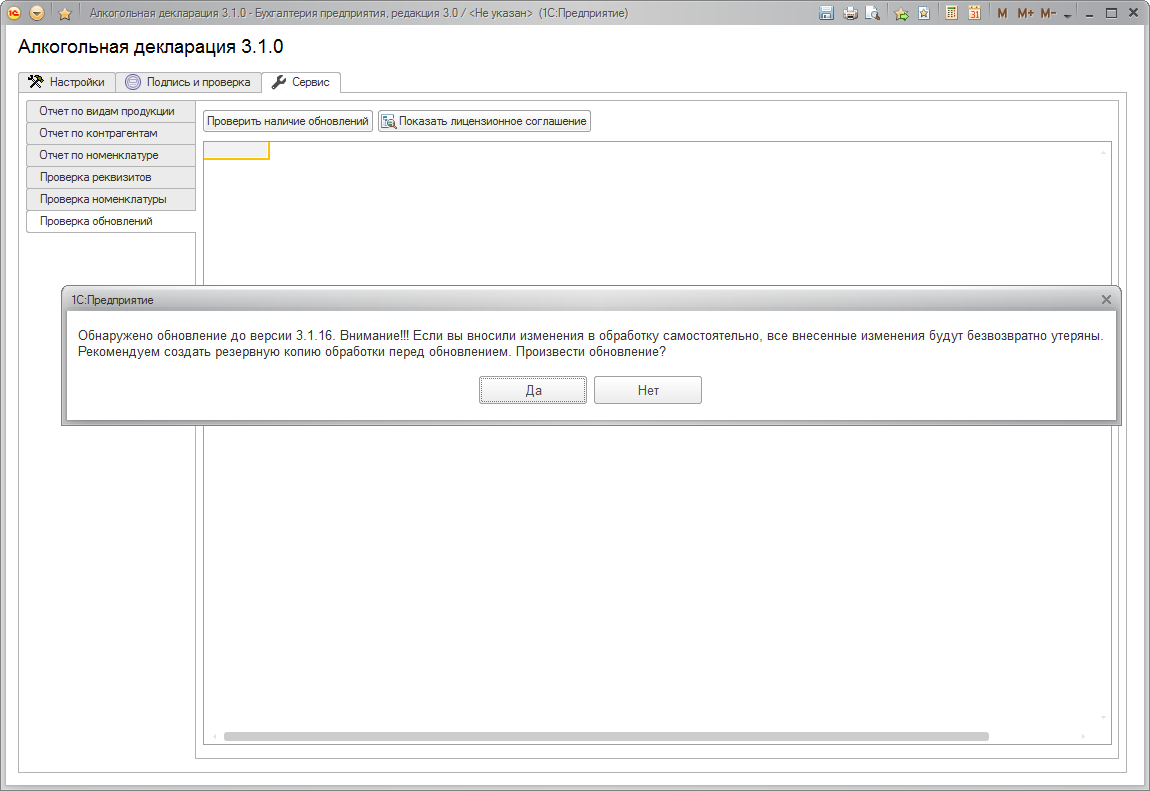 Алкогольная декларация 3.1.0 - Бухгалтерия предприятия, редакция 3.0 / <Не указан> (1С:Предприятие)
31 M M+ M-
Алкогольная декларация 3.1.0
Настройки Подпись и проверка Сервис
Отчет по видам продукции
Отчет по контрагентам
Отчет по номенклатуре
Проверка реквизитов
Проверка номенклатуры
Проверка обновлений
Проверить наличие обновлений Показать лицензионное соглашение
1С:Предприятие
Обнаружено обновление до версии 3.1.16. Внимание!!! Если вы вносили изменения в обработку самостоятельно, все внесенные изменения будут безвозвратно утеряны.
Рекомендуем создать резервную копию обработки перед обновлением. Произвести обновление?
Да Нет